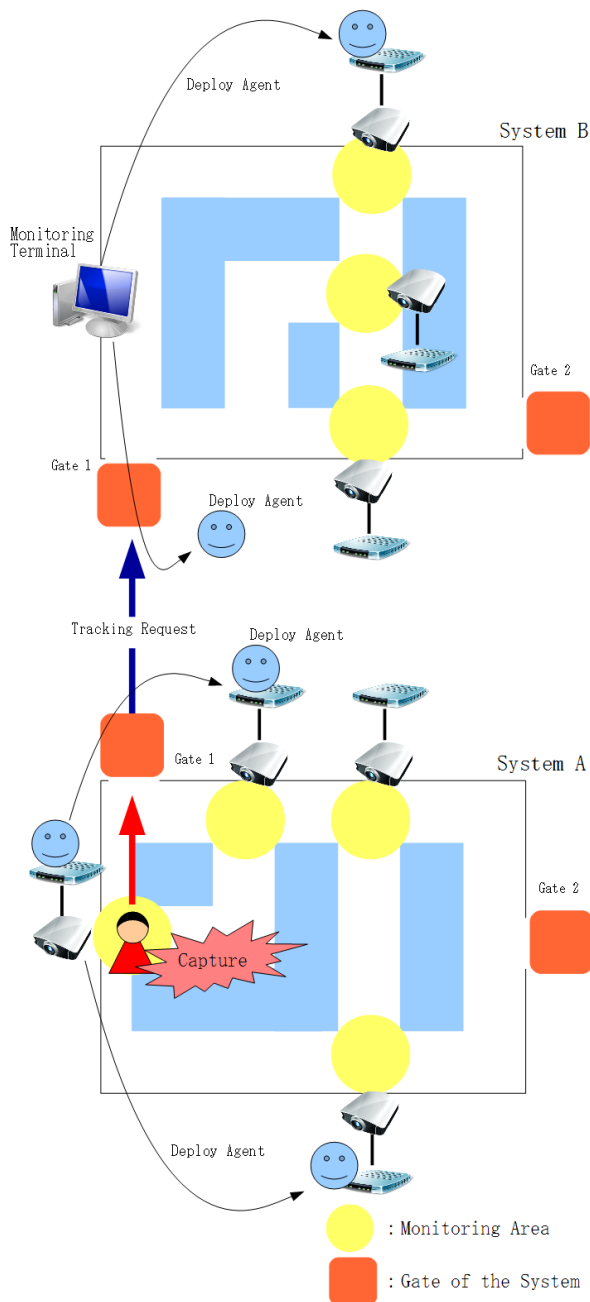 Deploy Agent
System B
Monitoring
Terminal
Gate 2
Gate 1
Deploy Agent
Tracking Request
Deploy Agent
Gate 1
System A
Gate 2
Capture
Deploy Agent
: Monitoring Area
: Gate of the System